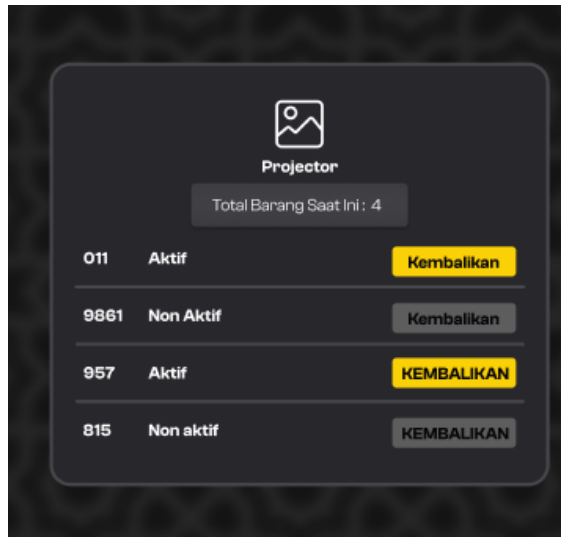 Projector
Total Barang Saat Ini : 4
011 Aktif Kembalikan
9861 Non Aktif Kembalikan
957 Aktif KEMBALIKAN
815 Non aktif KEMBALIKAN